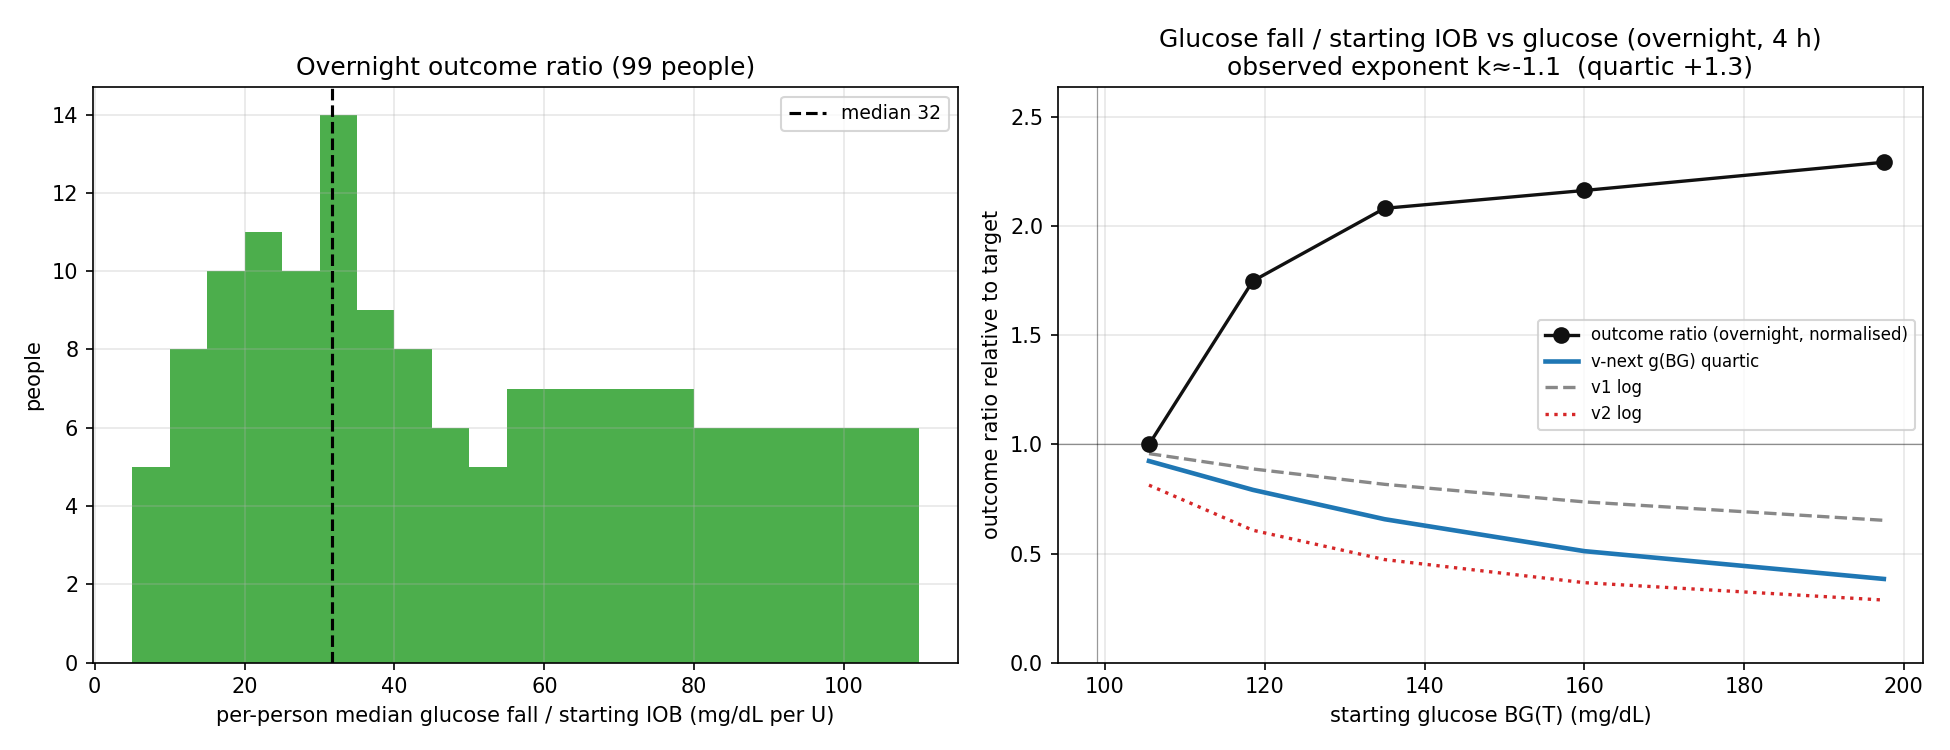 Overnight outcome ratio (99 people)
median 32
14
12
10
8
6
4
2
0
people
0
20
40
60
80
100
per-person median glucose fall / starting IOB (mg/dL per U)
Glucose fall / starting IOB vs glucose (overnight, 4 h)
observed exponent k≈-1.1  (quartic +1.3)
2.5
2.0
1.5
1.0
0.5
0.0
outcome ratio relative to target
outcome ratio (overnight, normalised)
v-next g(BG) quartic
v1 log
v2 log
100
120
140
160
180
200
starting glucose BG(T) (mg/dL)